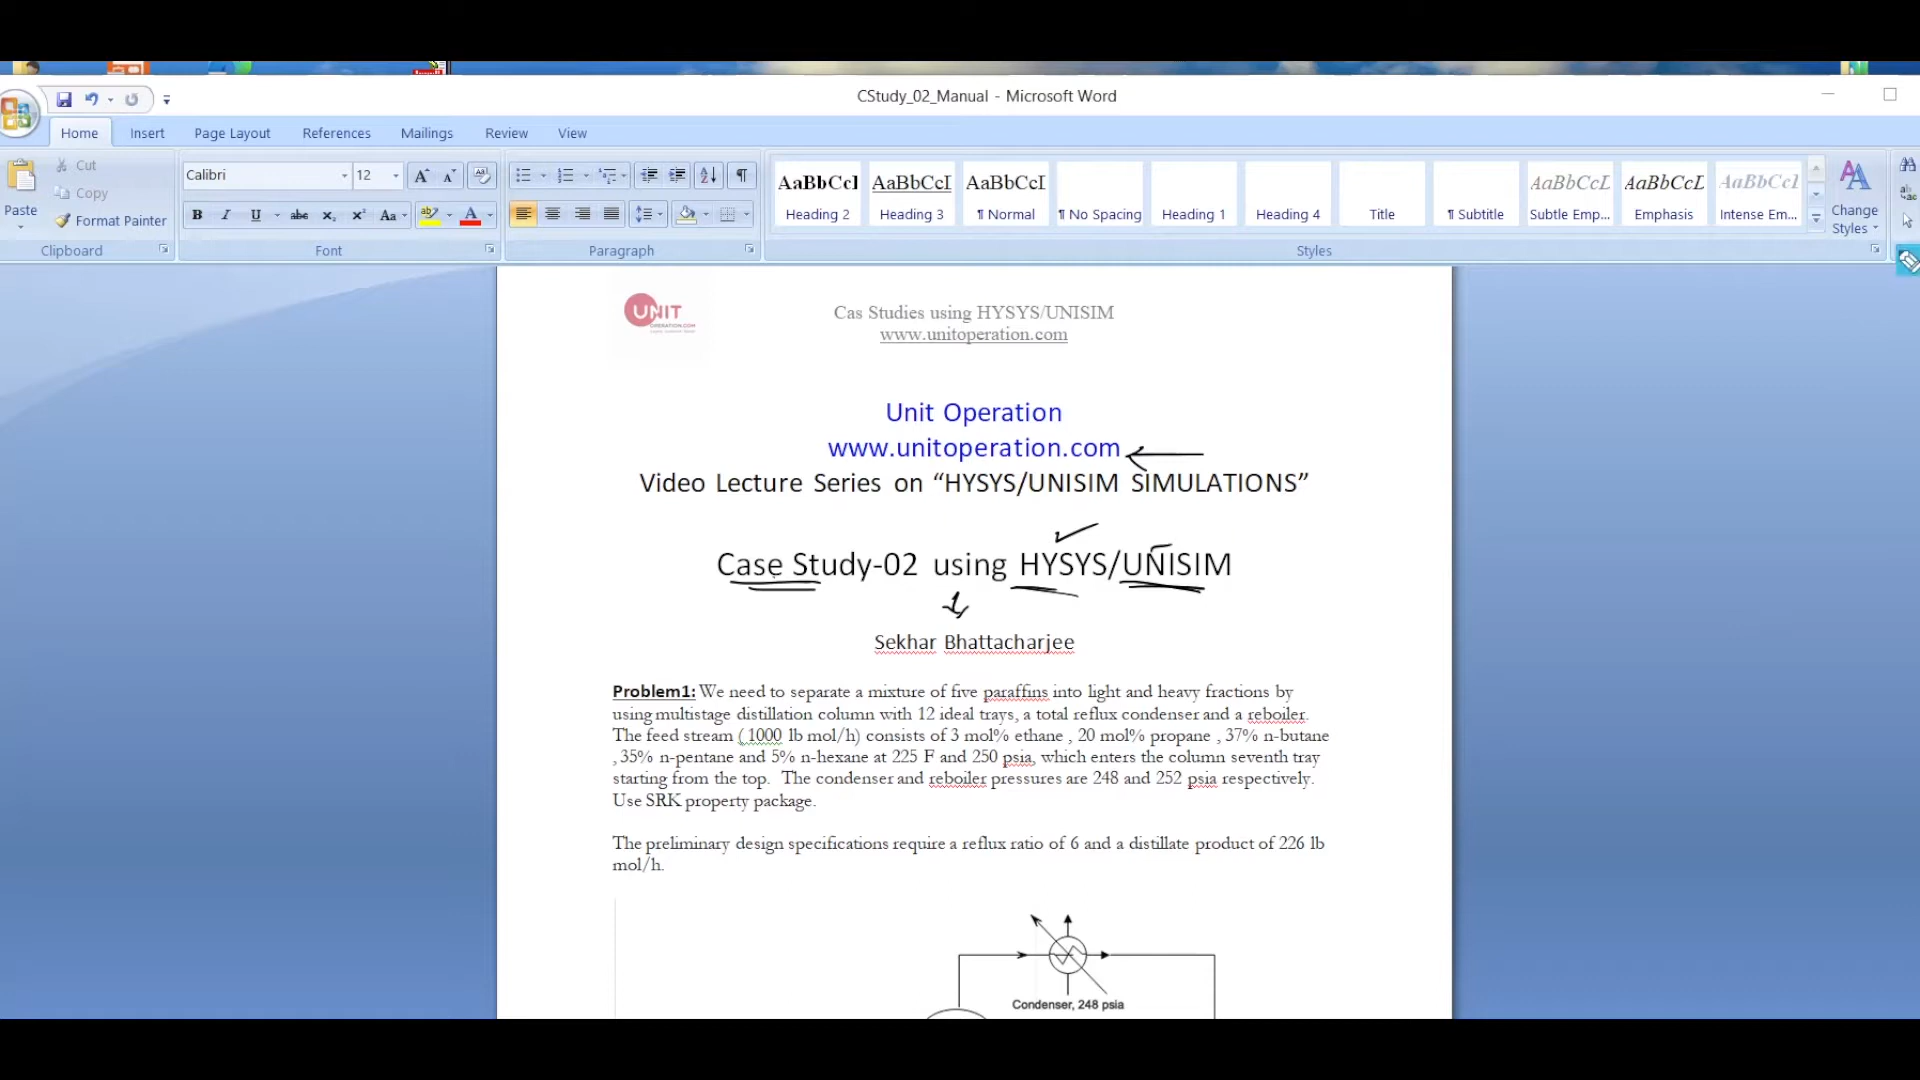 CStudy_02_Manual - Microsoft Word
Home Insert Page Layout References Mailings Review View
Paste
Cut
Copy
Format Painter
Clipboard
Calibri 12
Font
Paragraph
AaBbCcI AaBbCcI AaBbCcI AaBbCcL AaBbCcL AaBbCcI
Heading 2 Heading 3 ¶ Normal ¶ No Spacing Heading 1 Heading 4 Title ¶ Subtitle Subtle Emp... Emphasis Intense Em...
Change
Styles
Styles
UNIT
OPERATION.COM
Cas Studies using HYSYS/UNISIM
www.unitoperation.com
Unit Operation
www.unitoperation.com
Video Lecture Series on “HYSYS/UNISIM SIMULATIONS”
Case Study-02 using HYSYS/UNISIM
Sekhar Bhattacharjee
Problem1: We need to separate a mixture of five paraffins into light and heavy fractions by
using multistage distillation column with 12 ideal trays, a total reflux condenser and a reboiler.
The feed stream ( 1000 lb mol/h) consists of 3 mol% ethane , 20 mol% propane , 37% n-butane
, 35% n-pentane and 5% n-hexane at 225 F and 250 psia, which enters the column seventh tray
starting from the top. The condenser and reboiler pressures are 248 and 252 psia respectively.
Use SRK property package.
The preliminary design specifications require a reflux ratio of 6 and a distillate product of 226 lb
mol/h.
Condenser, 248 psia